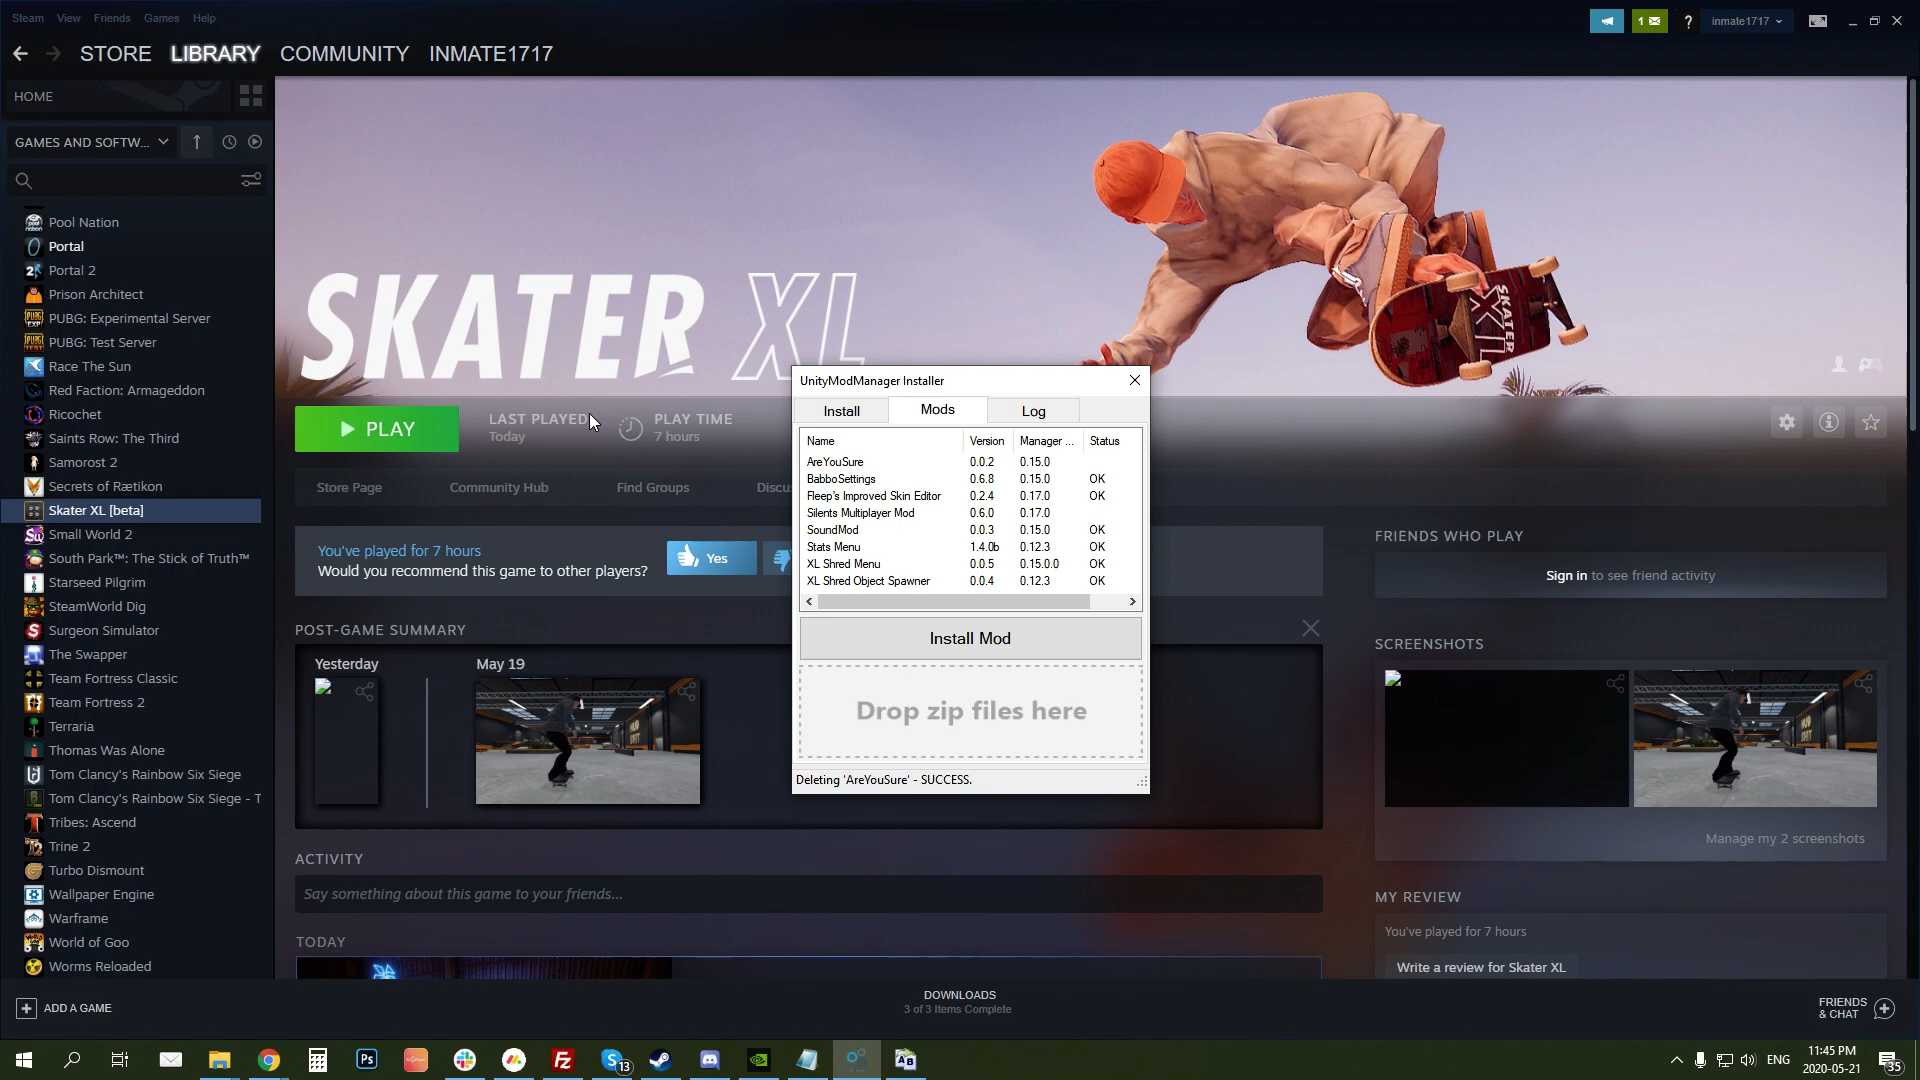 Steam View Friends Games Help
1
?
inmate1717
STORE LIBRARY COMMUNITY INMATE1717
HOME
GAMES AND SOFTW...
Pool Nation
Portal
Portal 2
Prison Architect
PUBG: Experimental Server
PUBG: Test Server
Race The Sun
Red Faction: Armageddon
Ricochet
Saints Row: The Third
Samorost 2
Secrets of Rætikon
Skater XL [beta]
Small World 2
South Park™: The Stick of Truth™
Starseed Pilgrim
SteamWorld Dig
Surgeon Simulator
The Swapper
Team Fortress Classic
Team Fortress 2
Terraria
Thomas Was Alone
Tom Clancy's Rainbow Six Siege
Tom Clancy's Rainbow Six Siege - T
Tribes: Ascend
Trine 2
Turbo Dismount
Wallpaper Engine
Warframe
World of Goo
Worms Reloaded
SKATER XL
SKATER XL
PLAY
LAST PLAYED
Today
PLAY TIME
7 hours
Store Page Community Hub Find Groups Discu
You've played for 7 hours
Would you recommend this game to other players?
Yes
POST-GAME SUMMARY
Yesterday
May 19
ACTIVITY
Say something about this game to your friends...
TODAY
UnityModManager Installer
Install Mods Log
Name Version Manager ... Status
AreYouSure 0.0.2 0.15.0
BabboSettings 0.6.8 0.15.0 OK
Fleep's Improved Skin Editor 0.2.4 0.17.0 OK
Silents Multiplayer Mod 0.6.0 0.17.0
SoundMod 0.0.3 0.15.0 OK
Stats Menu 1.4.0b 0.12.3 OK
XL Shred Menu 0.0.5 0.15.0.0 OK
XL Shred Object Spawner 0.0.4 0.12.3 OK
Install Mod
Drop zip files here
Deleting 'AreYouSure' - SUCCESS.
FRIENDS WHO PLAY
Sign in to see friend activity
SCREENSHOTS
Manage my 2 screenshots
MY REVIEW
You've played for 7 hours
Write a review for Skater XL
ADD A GAME
DOWNLOADS
3 of 3 Items Complete
FRIENDS
& CHAT
Ps
Fz
13
ENG
11:45 PM
2020-05-21
35